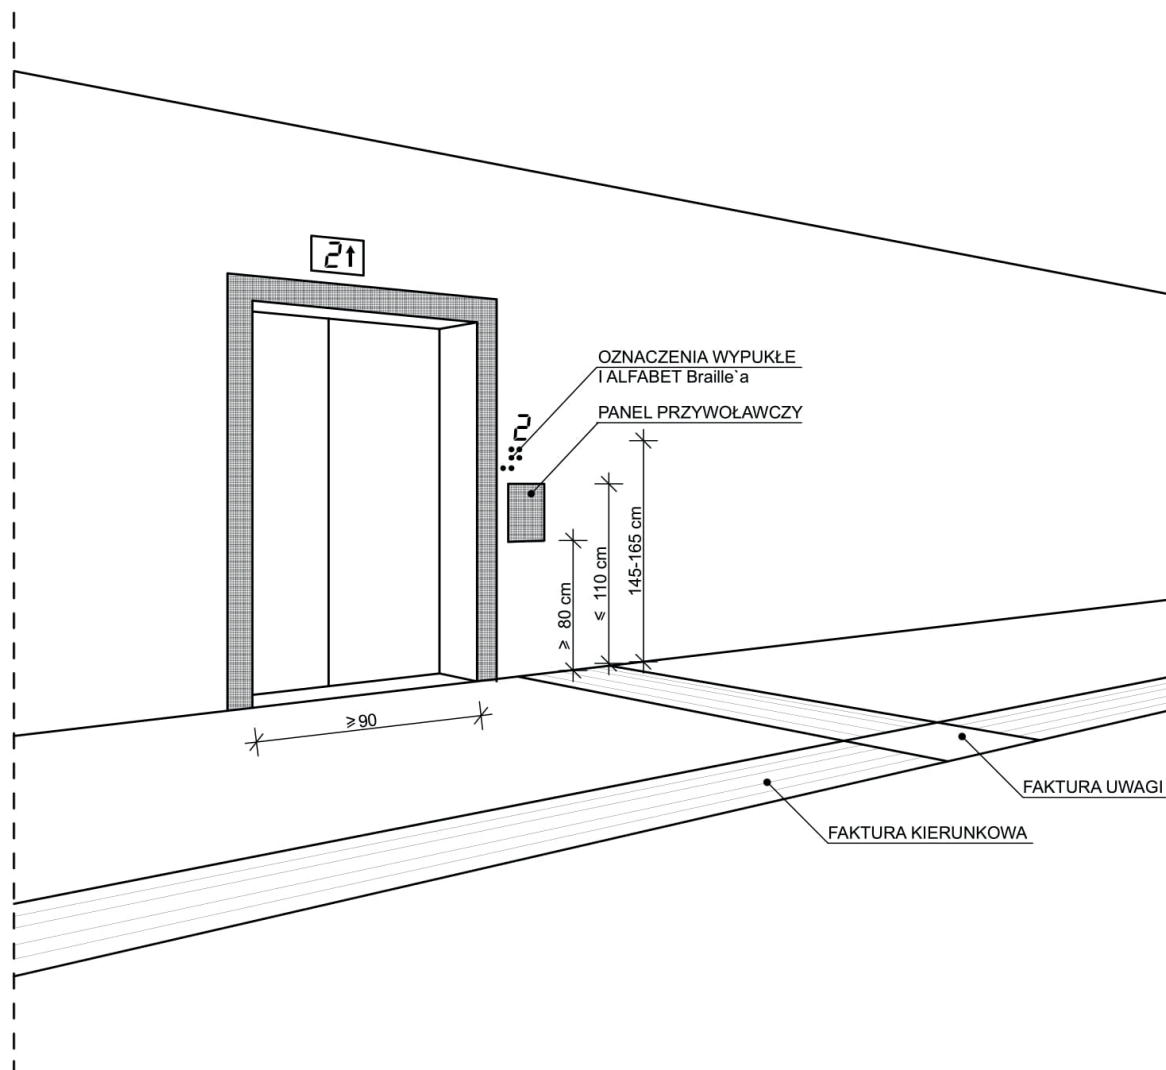 2↑
OZNACZENIA WYPUKŁE
I ALFABET Braille`a
PANEL PRZYWOŁAWCZY
2
145-165 cm
⩽ 110 cm
⩾ 80 cm
⩾90
FAKTURA UWAGI
FAKTURA KIERUNKOWA